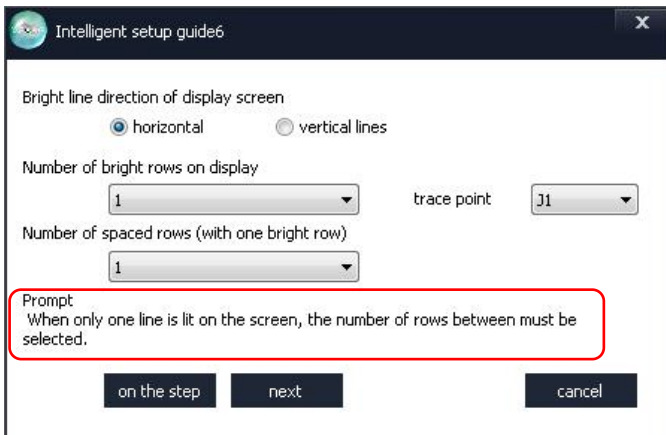 Intelligent setup guide6
x
Bright line direction of display screen
horizontal vertical lines
Number of bright rows on display
1 trace point J1
Number of spaced rows (with one bright row)
1
Prompt
When only one line is lit on the screen, the number of rows between must be
selected.
on the step next cancel